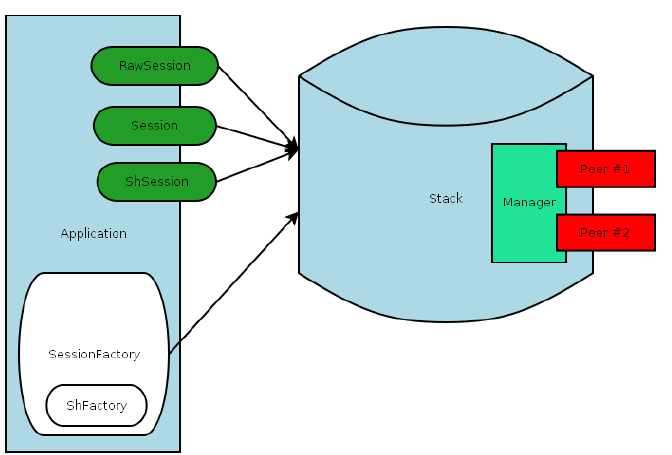 RawSession
Session
ShSession
Application
SessionFactory
ShFactory
Stack
Manager
Peer #1
Peer #2